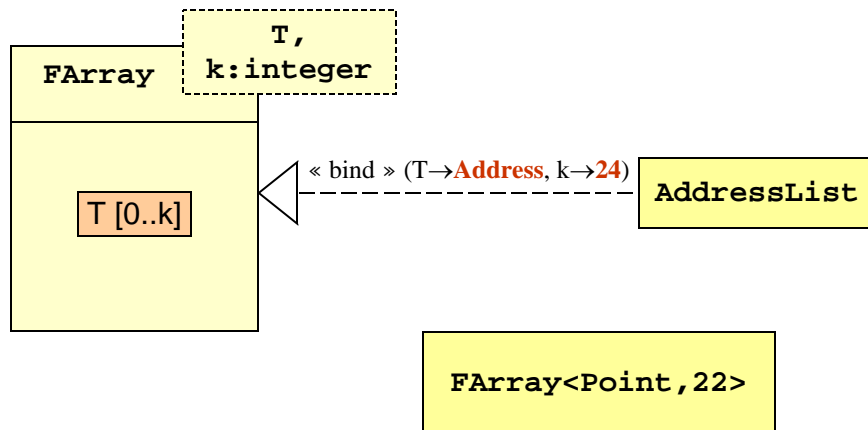 T,
k:integer
FArray
« bind » (T→Address, k→24)
T [0..k]
AddressList
FArray<Point,22>